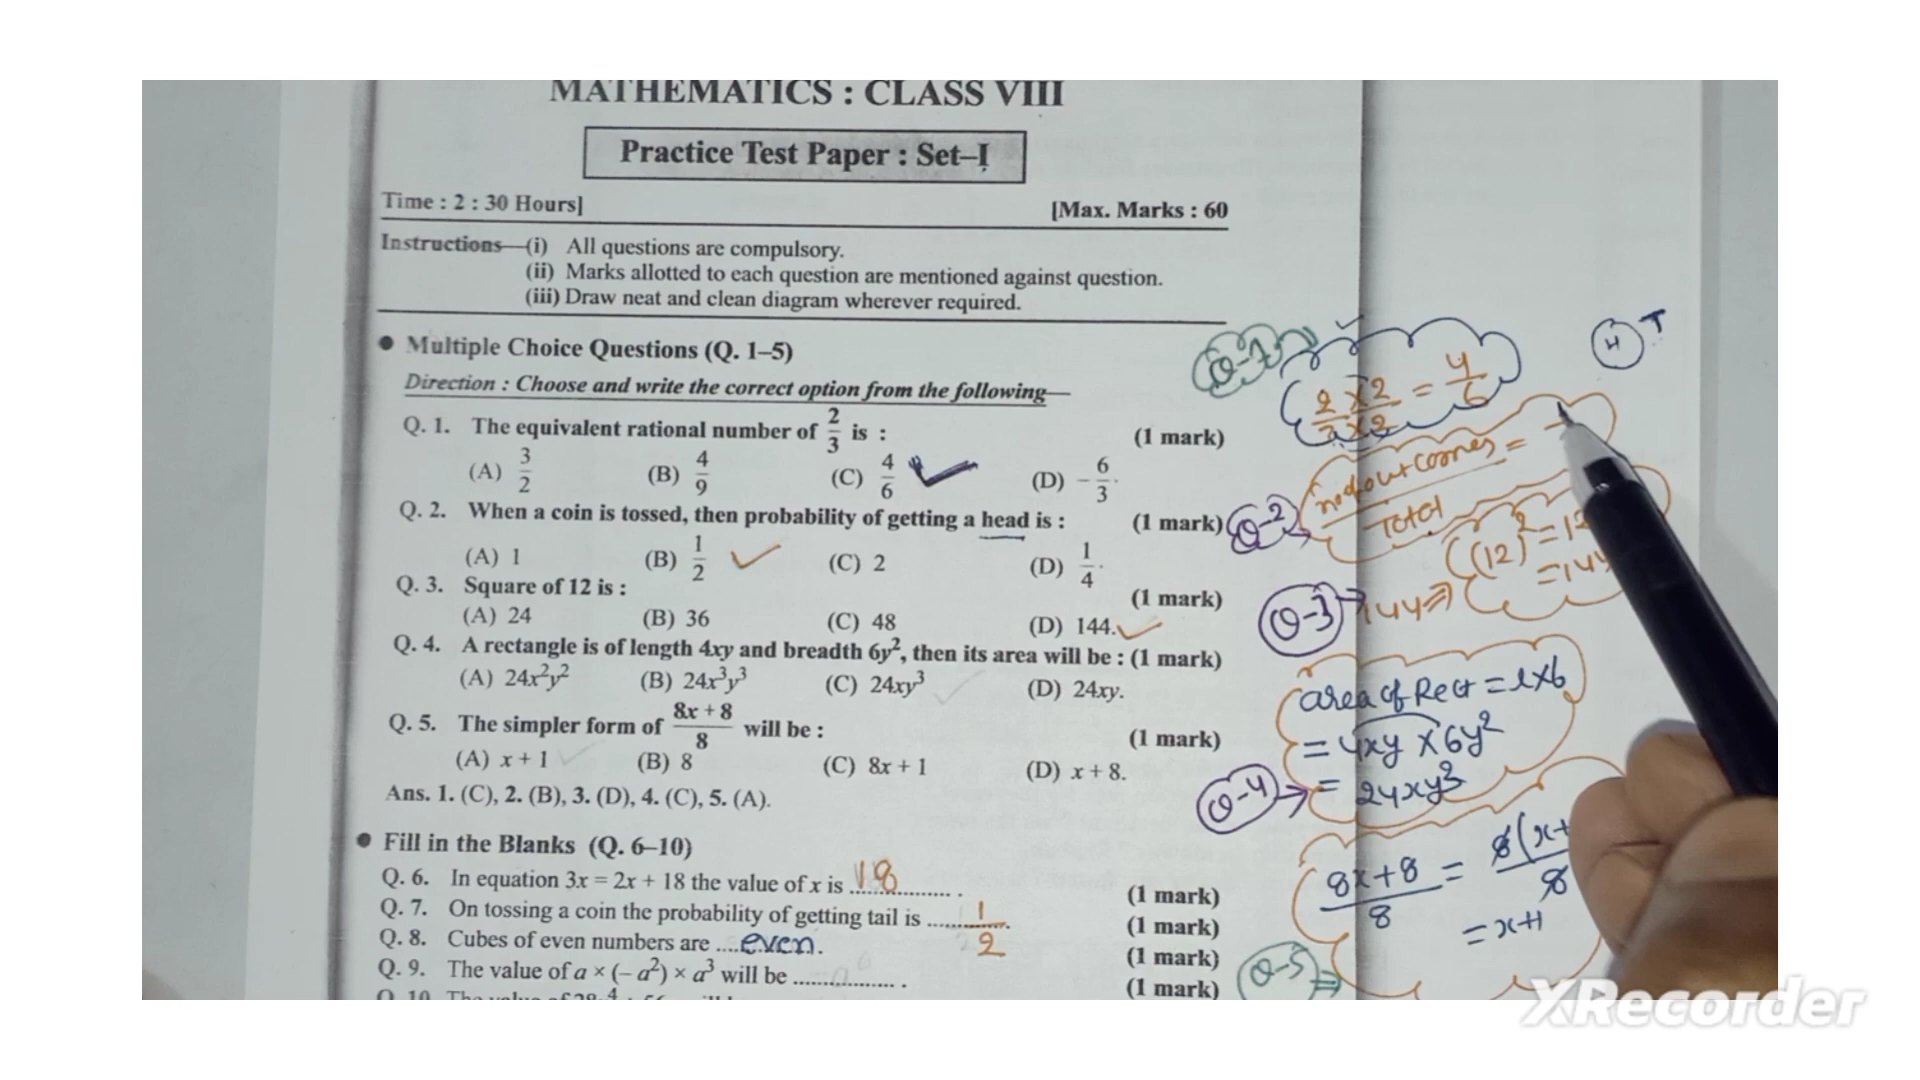 MATHEMATICS : CLASS VIII
Practice Test Paper : Set–I
Time : 2 : 30 Hours] [Max. Marks : 60
Instructions—(i) All questions are compulsory.
(ii) Marks allotted to each question are mentioned against question.
(iii) Draw neat and clean diagram wherever required.
● Multiple Choice Questions (Q. 1–5)
Direction : Choose and write the correct option from the following—
Q. 1. The equivalent rational number of 2/3 is : (1 mark)
(A) 3/2 (B) 4/9 (C) 4/6 (D) -6/3.
Q. 2. When a coin is tossed, then probability of getting a head is : (1 mark)
(A) 1 (B) 1/2 (C) 2 (D) 1/4.
Q. 3. Square of 12 is : (1 mark)
(A) 24 (B) 36 (C) 48 (D) 144.
Q. 4. A rectangle is of length 4xy and breadth 6y², then its area will be : (1 mark)
(A) 24x²y² (B) 24x³y³ (C) 24xy³ (D) 24xy.
Q. 5. The simpler form of (8x + 8)/8 will be : (1 mark)
(A) x + 1 (B) 8 (C) 8x + 1 (D) x + 8.
Ans. 1. (C), 2. (B), 3. (D), 4. (C), 5. (A).
● Fill in the Blanks (Q. 6–10)
Q. 6. In equation 3x = 2x + 18 the value of x is 18 (1 mark)
Q. 7. On tossing a coin the probability of getting tail is 1/2 (1 mark)
Q. 8. Cubes of even numbers are ....even. (1 mark)
Q. 9. The value of a × (– a²) × a³ will be .................. . (1 mark)
H T
Q-1
2×2/3×2 = 4/6
Q-2
Total
Q-3 → 144 ⇒
(12)² = 12
= 144
area of Rect = l×b
= 4xy × 6y²
Q-4 → = 24xy³
8x+8/8 = 8(x+/8
= x+1
Q-5 ⇒
XRecorder